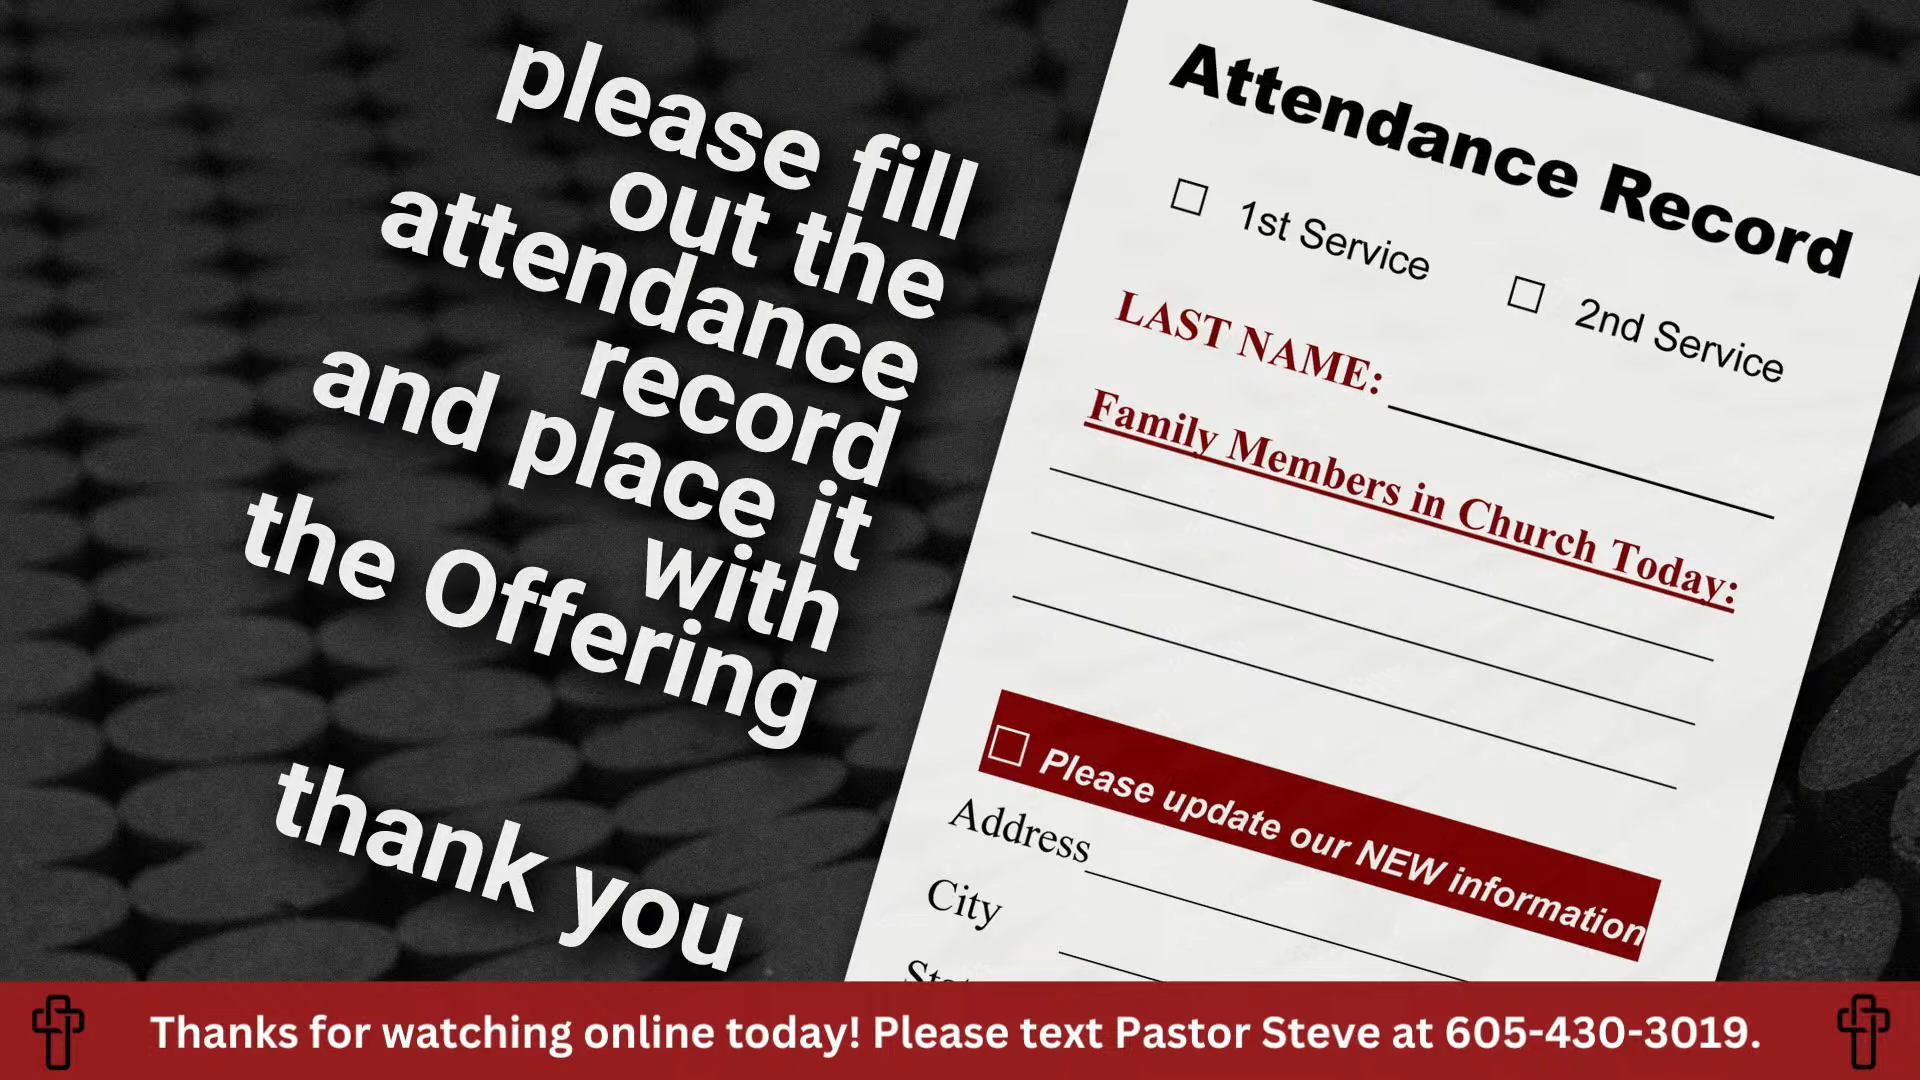 please fill
out the
attendance
record
and place it
with
the Offering
thank you
Attendance Record
1st Service
2nd Service
LAST NAME:
Family Members in Church Today:
Please update our NEW information
Address
City
Thanks for watching online today! Please text Pastor Steve at 605-430-3019.